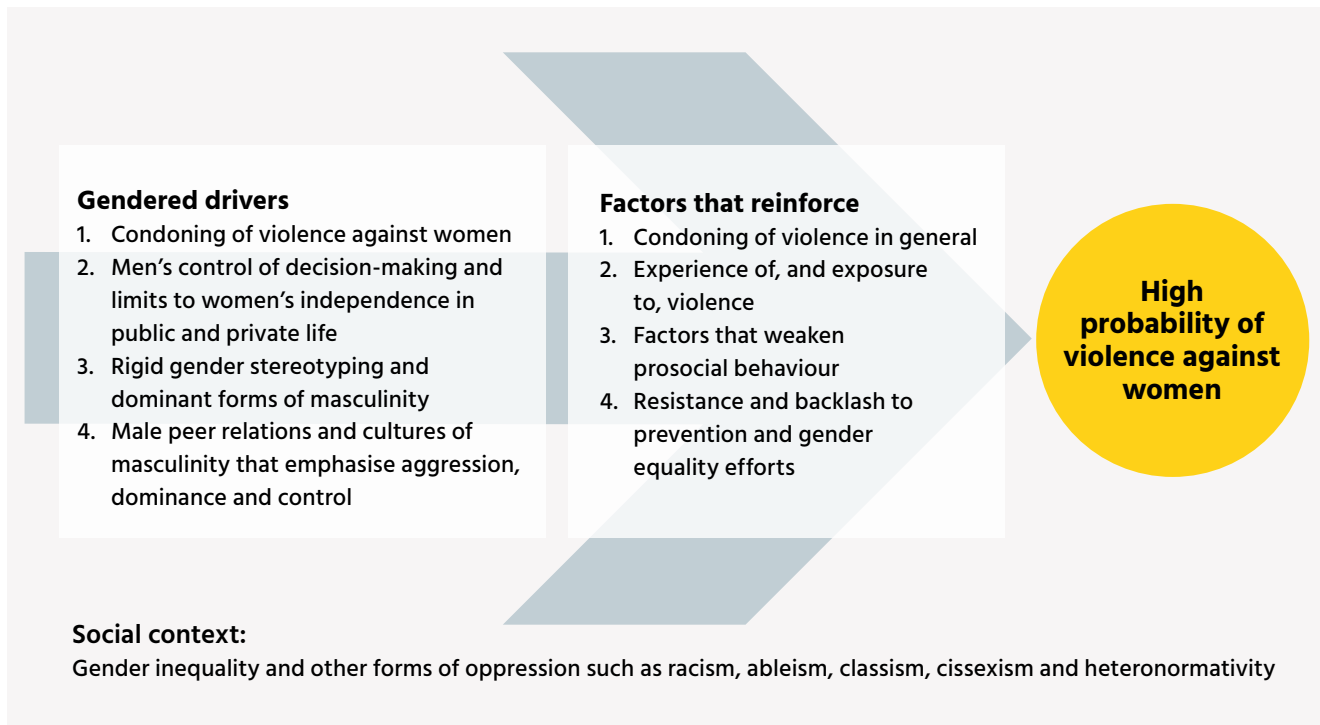 Gendered drivers
1. Condoning of violence against women
2. Men’s control of decision-making and
limits to women’s independence in
public and private life
3. Rigid gender stereotyping and
dominant forms of masculinity
4. Male peer relations and cultures of
masculinity that emphasise aggression,
dominance and control
Factors that reinforce
1. Condoning of violence in general
2. Experience of, and exposure
to, violence
3. Factors that weaken
prosocial behaviour
4. Resistance and backlash to
prevention and gender
equality efforts
High
probability of
violence against
women
Social context:
Gender inequality and other forms of oppression such as racism, ableism, classism, cissexism and heteronormativity